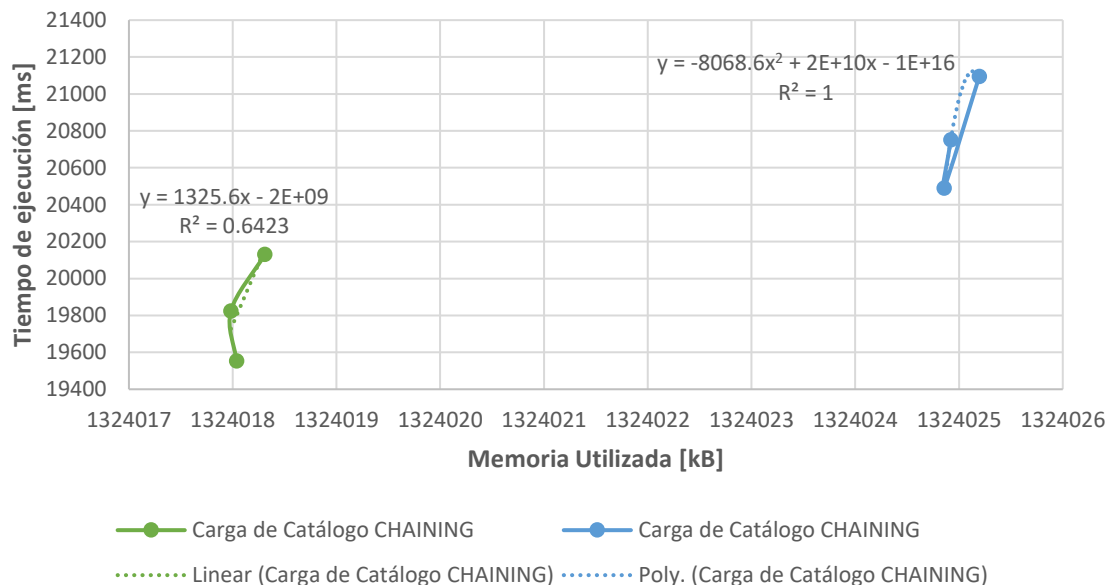 21400
21200
21000
20800
20600
20400
20200
20000
19800
19600
19400
Tiempo de ejecución [ms]
y = -8068.6x² + 2E+10x - 1E+16
R² = 1
y = 1325.6x - 2E+09
R² = 0.6423
1324017 1324018 1324019 1324020 1324021 1324022 1324023 1324024 1324025 1324026
Memoria Utilizada [kB]
Carga de Catálogo CHAINING Carga de Catálogo CHAINING
Linear (Carga de Catálogo CHAINING) Poly. (Carga de Catálogo CHAINING)